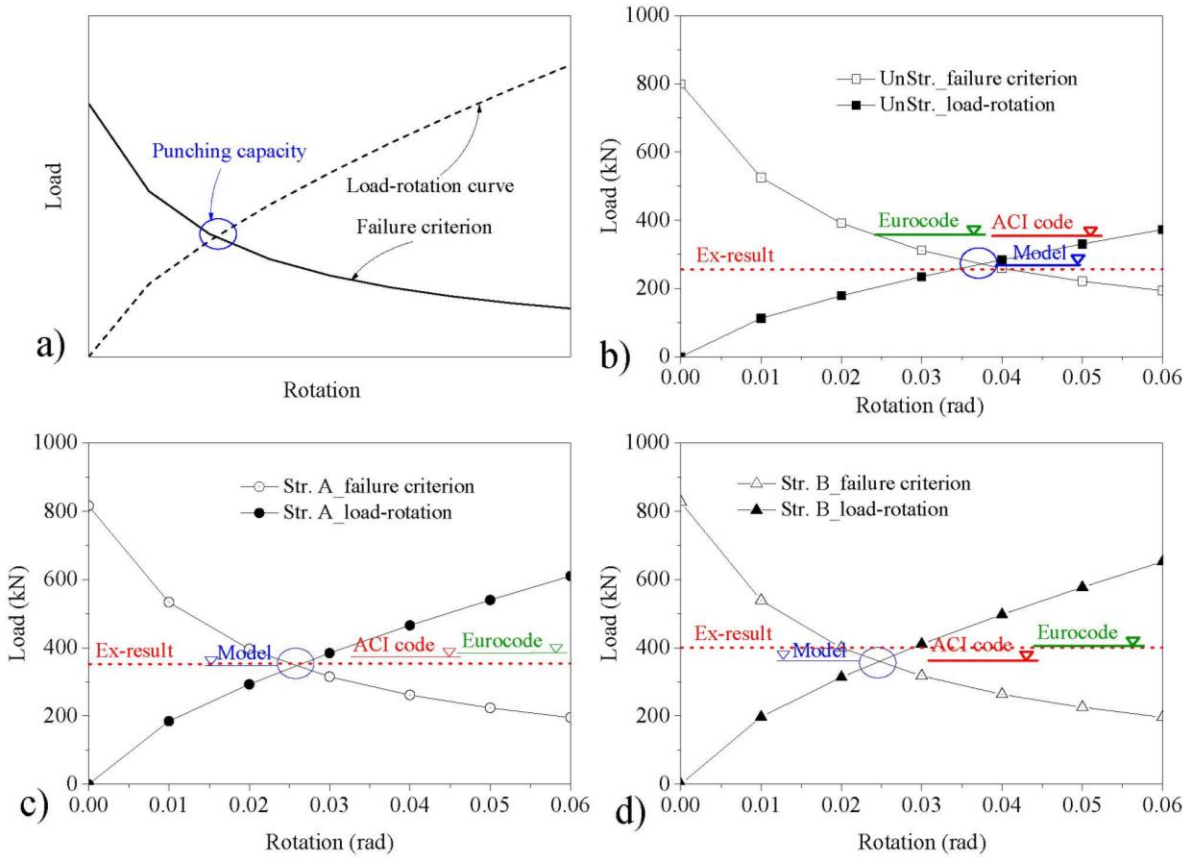 Load
Punching capacity
Load-rotation curve
Failure criterion
a)
Rotation
1000
800
600
400
200
0
Load (kN)
UnStr._failure criterion
UnStr._load-rotation
Eurocode
ACI code
Ex-result
Model
b)
0.00 0.01 0.02 0.03 0.04 0.05 0.06
Rotation (rad)
1000
800
600
400
200
0
Load (kN)
Str. A_failure criterion
Str. A_load-rotation
Ex-result
Model
ACI code
Eurocode
c)
0.00 0.01 0.02 0.03 0.04 0.05 0.06
Rotation (rad)
1000
800
600
400
200
0
Load (kN)
Str. B_failure criterion
Str. B_load-rotation
Ex-result
Eurocode
Model
ACI code
d)
0.00 0.01 0.02 0.03 0.04 0.05 0.06
Rotation (rad)